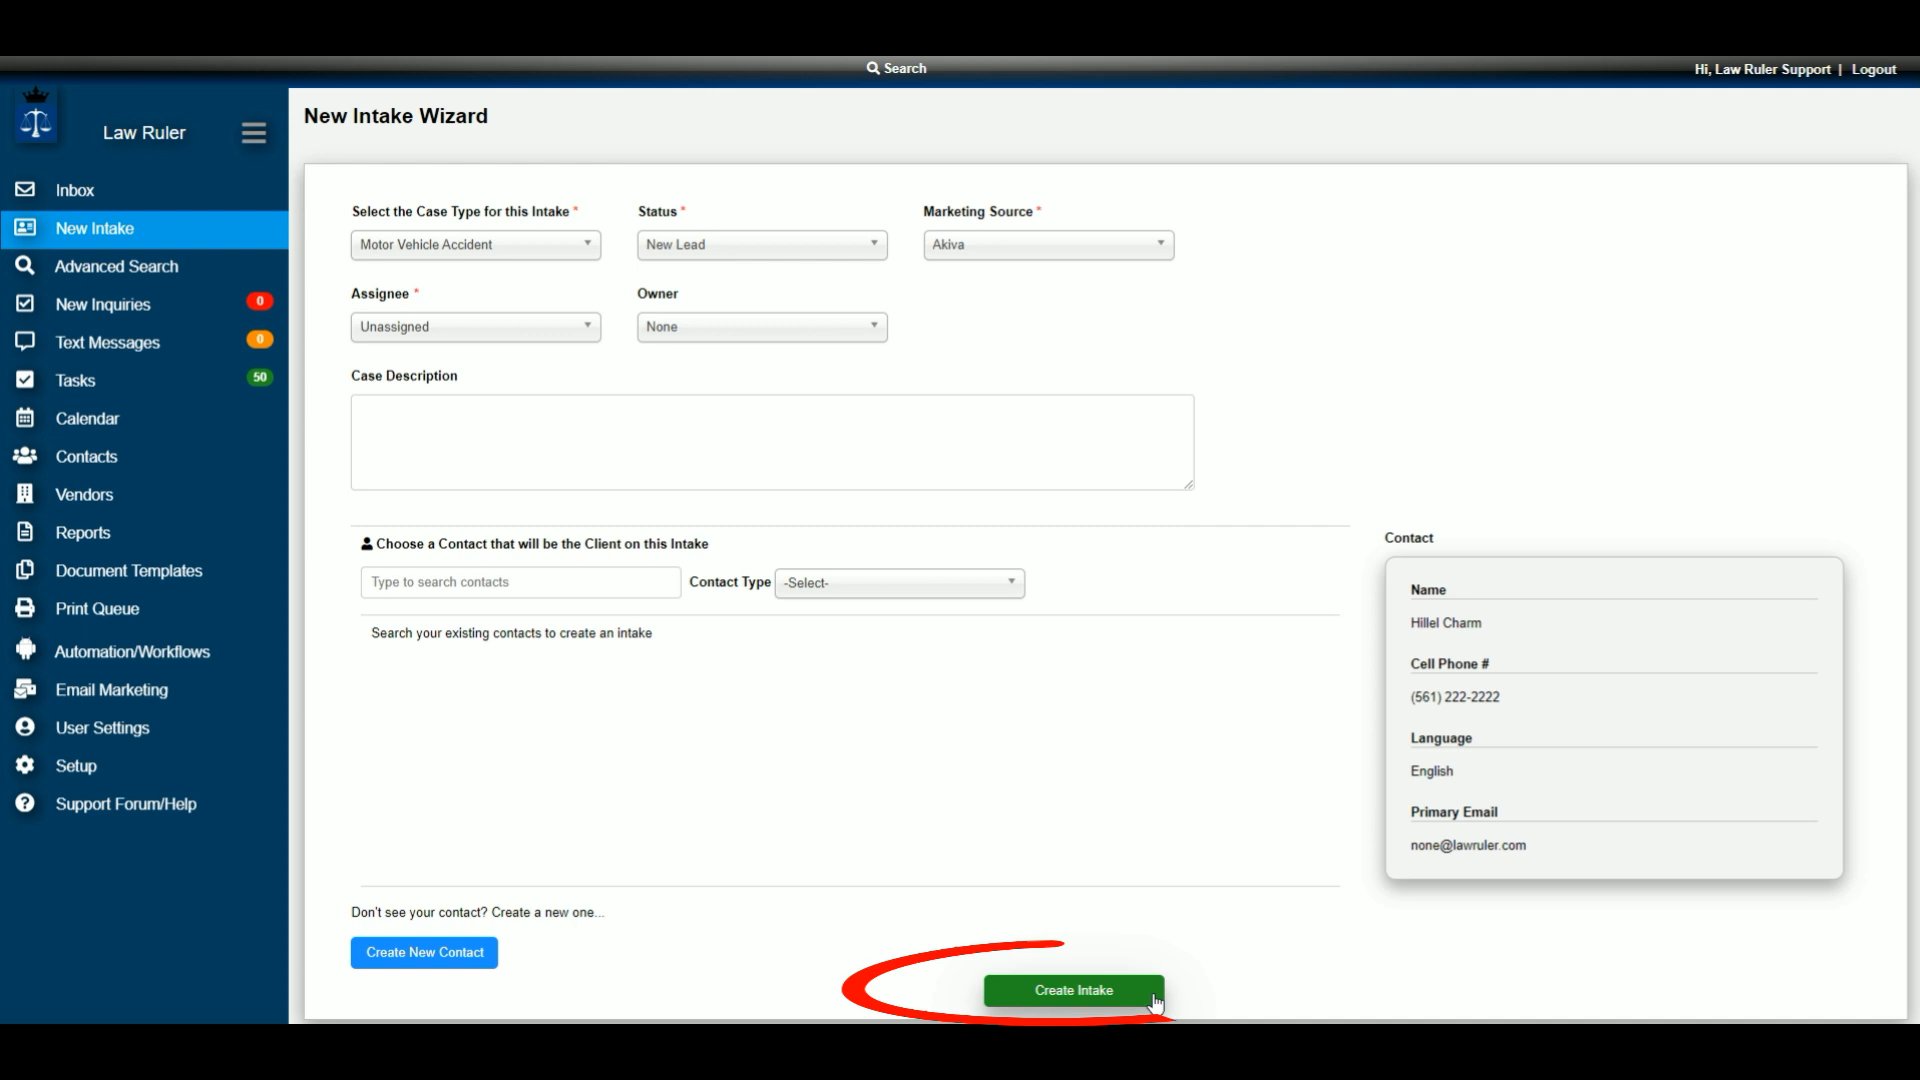 Search
Hi, Law Ruler Support | Logout
Law Ruler
Inbox
New Intake
Advanced Search
New Inquiries 0
Text Messages 0
Tasks 50
Calendar
Contacts
Vendors
Reports
Document Templates
Print Queue
Automation/Workflows
Email Marketing
User Settings
Setup
Support Forum/Help
New Intake Wizard
Select the Case Type for this Intake * Status * Marketing Source *
Motor Vehicle Accident New Lead Akiva
Assignee * Owner
Unassigned None
Case Description
Choose a Contact that will be the Client on this Intake
Type to search contacts Contact Type -Select-
Search your existing contacts to create an intake
Don't see your contact? Create a new one...
Create New Contact
Create Intake
Contact
Name
Hillel Charm
Cell Phone #
(561) 222-2222
Language
English
Primary Email
none@lawruler.com